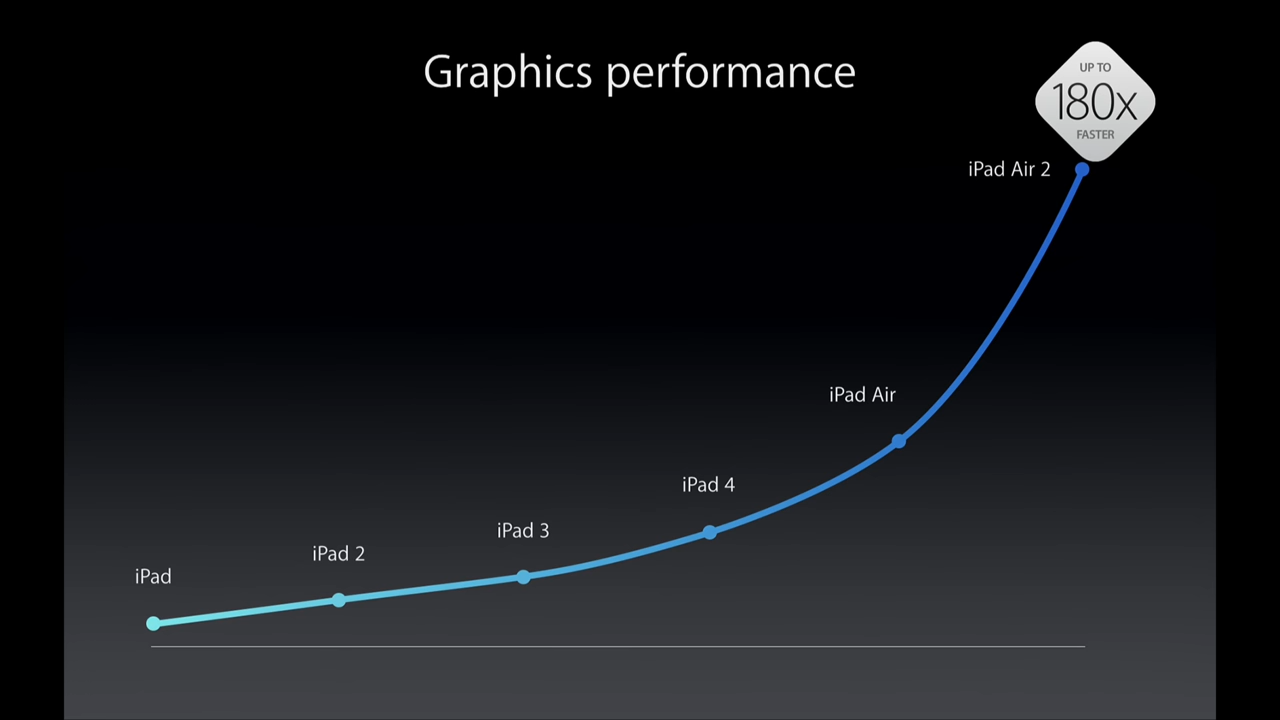 Graphics performance
UP TO
180x
FASTER
iPad Air 2
iPad Air
iPad 4
iPad 3
iPad 2
iPad